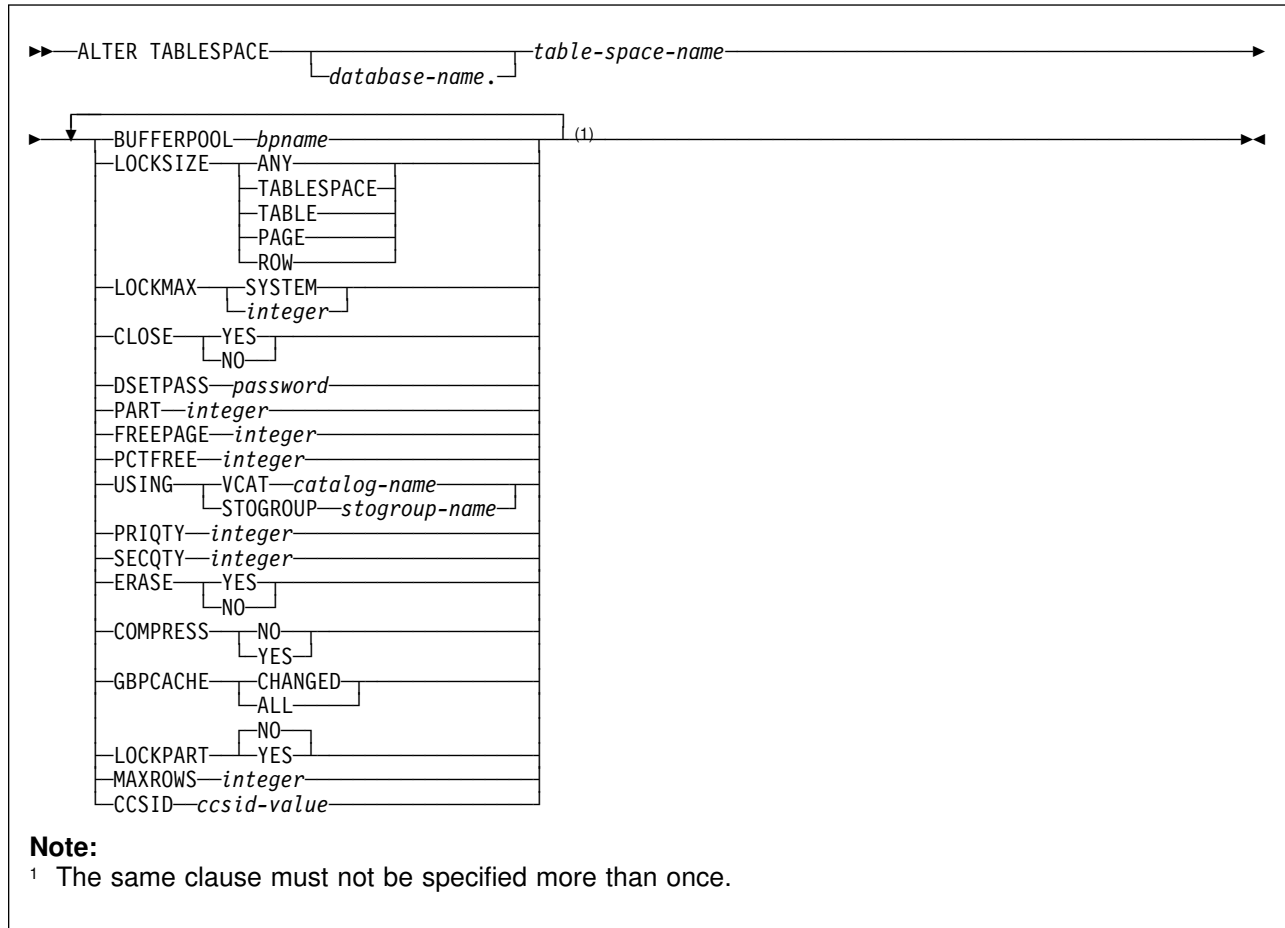 ALTER TABLESPACE table-space-name
database-name.
BUFFERPOOL bpname (1)
LOCKSIZE ANY
TABLESPACE
TABLE
PAGE
ROW
LOCKMAX SYSTEM
integer
CLOSE YES
NO
DSETPASS password
PART integer
FREEPAGE integer
PCTFREE integer
USING VCAT catalog-name
STOGROUP stogroup-name
PRIQTY integer
SECQTY integer
ERASE YES
NO
COMPRESS NO
YES
GBPCACHE CHANGED
ALL
NO
LOCKPART YES
MAXROWS integer
CCSID ccsid-value
Note:
1 The same clause must not be specified more than once.